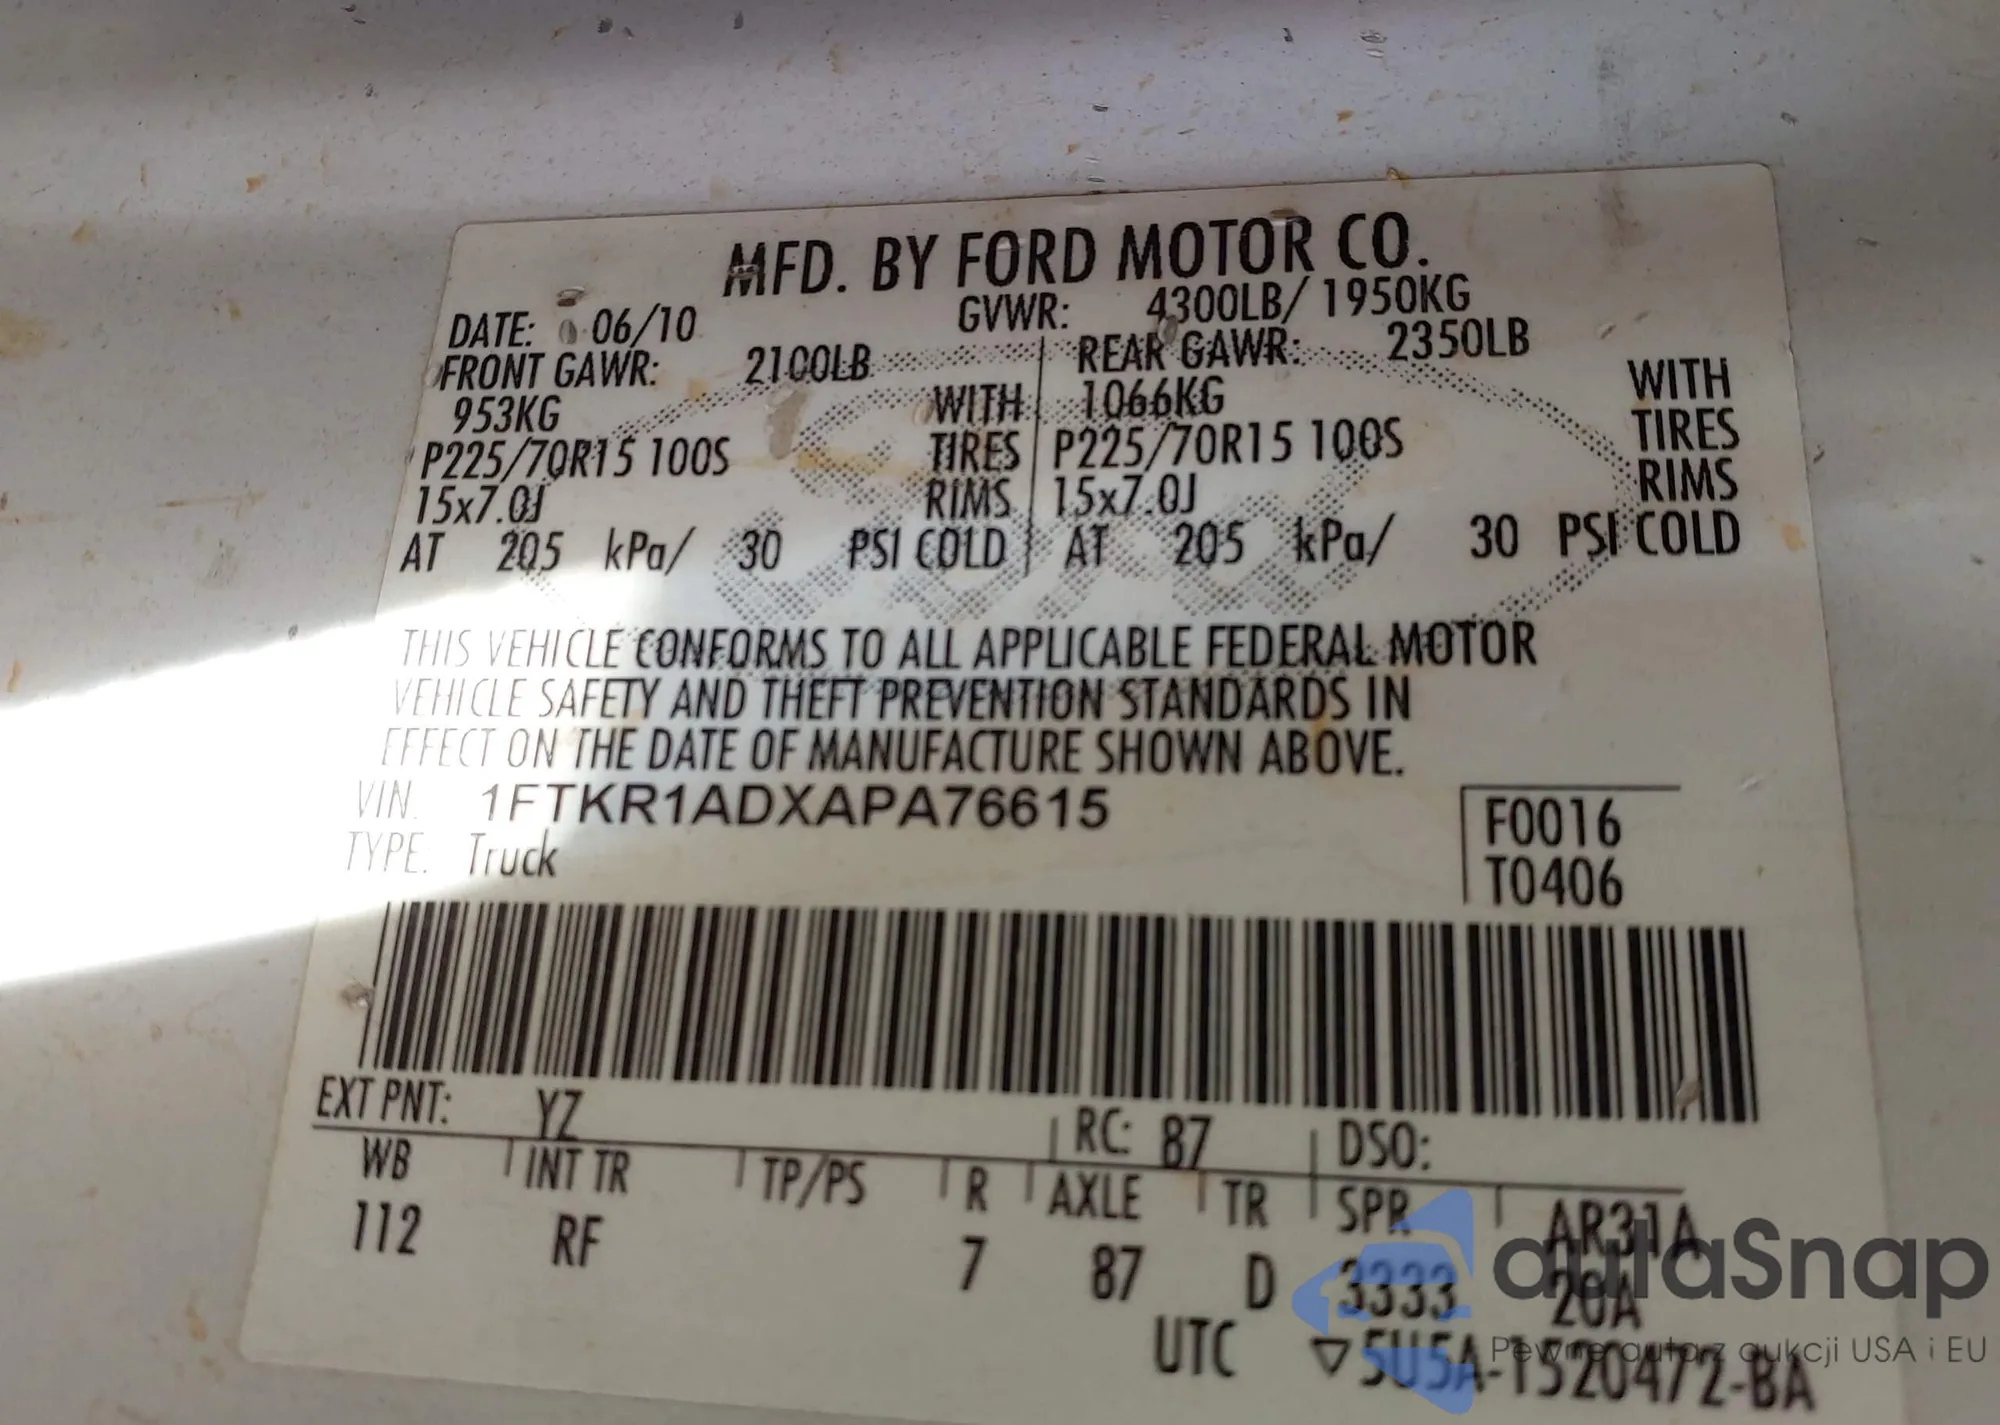 MFD. BY FORD MOTOR CO.
DATE: 06/10 GVWR: 4300LB/ 1950KG
FRONT GAWR: 2100LB REAR GAWR: 2350LB
953KG WITH 1066KG WITH
P225/70R15 100S TIRES P225/70R15 100S TIRES
15x7.0J RIMS 15x7.0J RIMS
AT 205 kPa/ 30 PSI COLD AT 205 kPa/ 30 PSI COLD
THIS VEHICLE CONFORMS TO ALL APPLICABLE FEDERAL MOTOR
VEHICLE SAFETY AND THEFT PREVENTION STANDARDS IN
EFFECT ON THE DATE OF MANUFACTURE SHOWN ABOVE.
VIN: 1FTKR1ADXAPA76615 F0016
TYPE: Truck T0406
EXT PNT: YZ RC: 87 DSO:
WB INT TR TP/PS R AXLE TR SPR AR31A
112 RF 7 87 D 3333 20A
UTC ▽5U5A-1520472-BA
autaSnap
Pewne auta z aukcji USA i EU